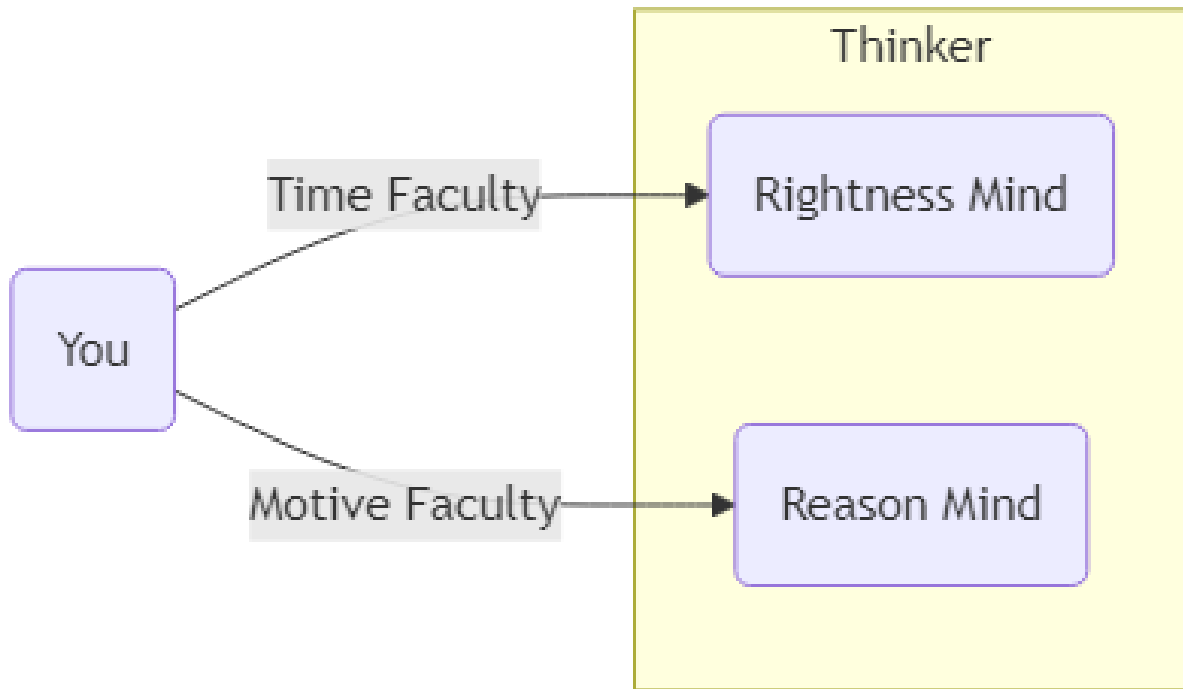 Thinker
Time Faculty
Rightness Mind
You
Motive Faculty
Reason Mind